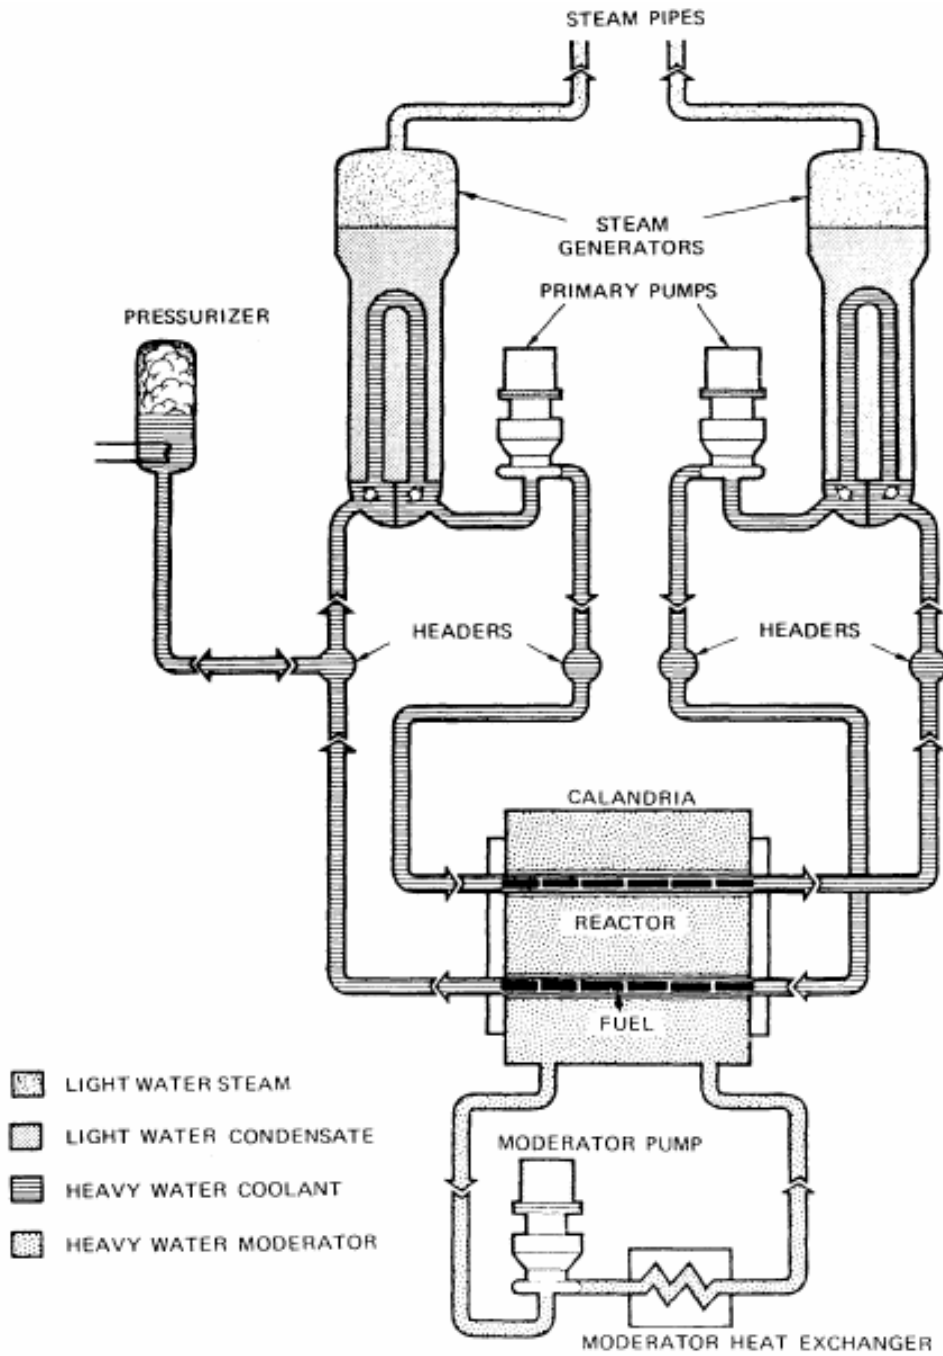 STEAM PIPES
STEAM
GENERATORS
PRIMARY PUMPS
PRESSURIZER
HEADERS
HEADERS
CALANDRIA
REACTOR
FUEL
LIGHT WATER STEAM
LIGHT WATER CONDENSATE
MODERATOR PUMP
HEAVY WATER COOLANT
HEAVY WATER MODERATOR
MODERATOR HEAT EXCHANGER